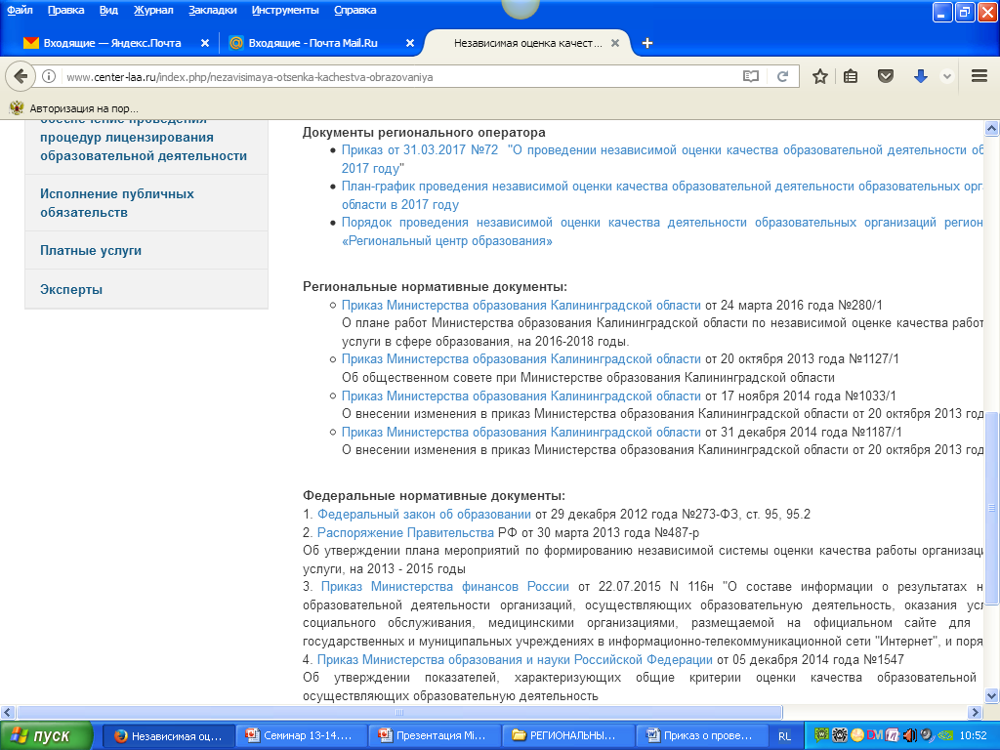 Файл Правка Вид Журнал Закладки Инструменты Справка
Входящие — Яндекс.Почта
Входящие - Почта Mail.Ru
Независимая оценка качест...
www.center-laa.ru/index.php/nezavisimaya-otsenka-kachestva-obrazovaniya
Авторизация на пор...
обеспечение проведения
процедур лицензирования
образовательной деятельности
Исполнение публичных
обязательств
Платные услуги
Эксперты
Документы регионального оператора
Приказ от 31.03.2017 №72 "О проведении независимой оценки качества образовательной деятельности об
2017 году"
План-график проведения независимой оценки качества образовательной деятельности образовательных орг
области в 2017 году
Порядок проведения независимой оценки качества деятельности образовательных организаций регион
«Региональный центр образования»
Региональные нормативные документы:
Приказ Министерства образования Калининградской области от 24 марта 2016 года №280/1
О плане работ Министерства образования Калининградской области по независимой оценке качества работ
услуги в сфере образования, на 2016-2018 годы.
Приказ Министерства образования Калининградской области от 20 октября 2013 года №1127/1
Об общественном совете при Министерстве образования Калининградской области
Приказ Министерства образования Калининградской области от 17 ноября 2014 года №1033/1
О внесении изменения в приказ Министерства образования Калининградской области от 20 октября 2013 год
Приказ Министерства образования Калининградской области от 31 декабря 2014 года №1187/1
О внесении изменения в приказ Министерства образования Калининградской области от 20 октября 2013 год
Федеральные нормативные документы:
1. Федеральный закон об образовании от 29 декабря 2012 года №273-ФЗ, ст. 95, 95.2
2. Распоряжение Правительства РФ от 30 марта 2013 года №487-р
Об утверждении плана мероприятий по формированию независимой системы оценки качества работы организац
услуги, на 2013 - 2015 годы
3. Приказ Министерства финансов России от 22.07.2015 N 116н "О составе информации о результатах н
образовательной деятельности организаций, осуществляющих образовательную деятельность, оказания усл
социального обслуживания, медицинскими организациями, размещаемой на официальном сайте для
государственных и муниципальных учреждениях в информационно-телекоммуникационной сети "Интернет", и поря
4. Приказ Министерства образования и науки Российской Федерации от 05 декабря 2014 года №1547
Об утверждении показателей, характеризующих общие критерии оценки качества образовательной
осуществляющих образовательную деятельность
пуск
Независимая оц...
Семинар 13-14....
Презентация Mi...
РЕГИОНАЛЬНЫ...
Приказ о прове...
RL
10:52